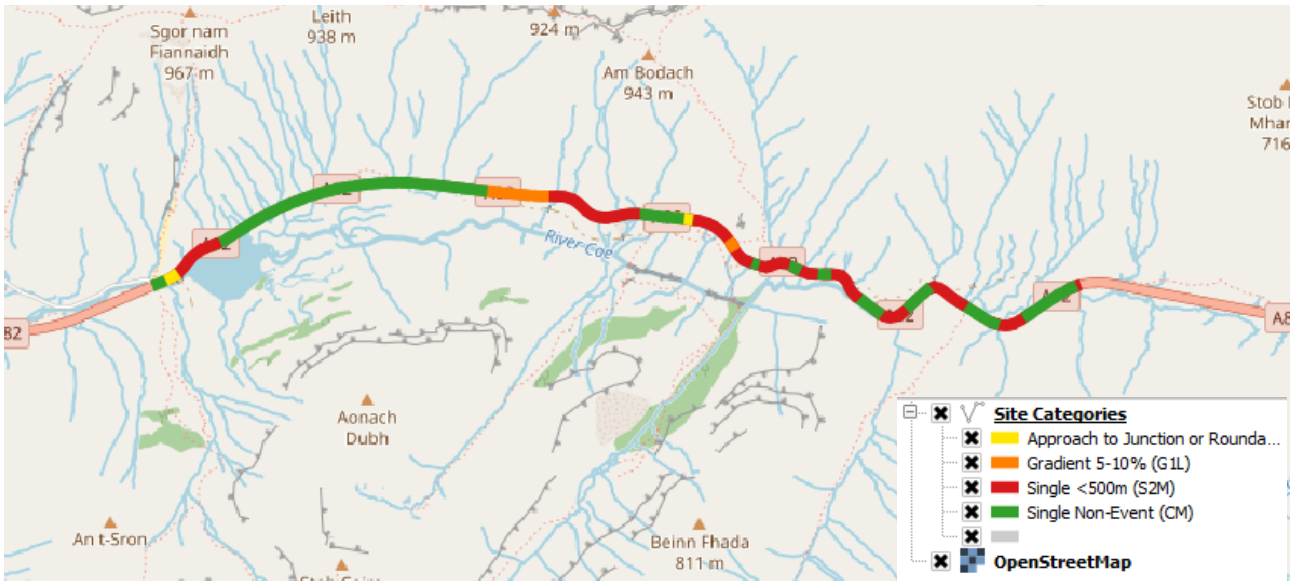 Leith
938 m
924 m
Sgor nam
Fiannaidh
967 m
Am Bodach
943 m
Stob
Mhar
716
River Coe
82
A8
Aonach
Dubh
An t-Sron
Beinn Fhada
811 m
Site Categories
Approach to Junction or Rounda...
Gradient 5-10% (G1L)
Single <500m (S2M)
Single Non-Event (CM)
OpenStreetMap